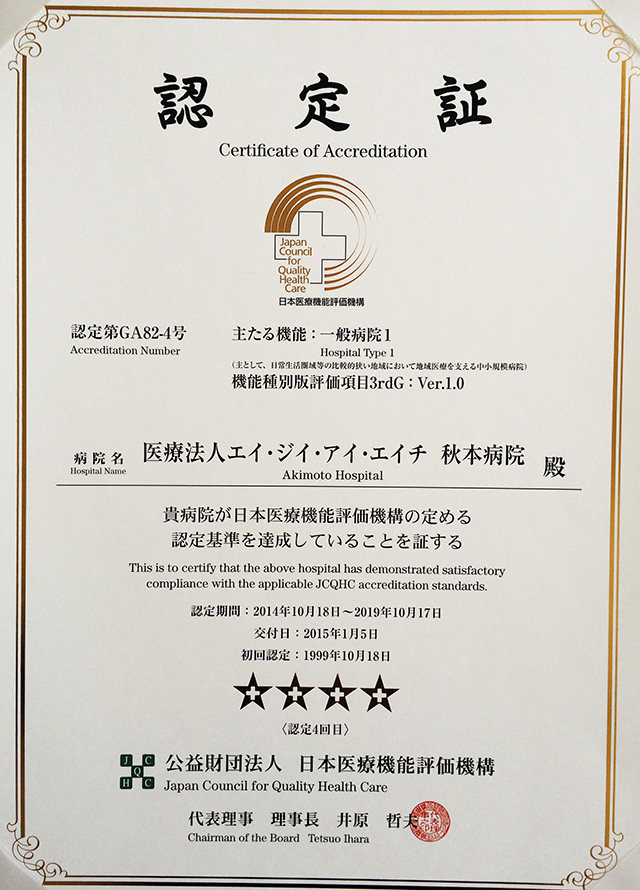 認定証
Certificate of Accreditation
Japan
Council
for
Quality
Health
Care
日本医療機能評価機構
認定第GA82-4号
Accreditation Number
主たる機能：一般病院1
Hospital Type 1
（主として、日常生活圏域等の比較的狭い地域において地域医療を支える中小規模病院）
機能種別版評価項目3rdG：Ver.1.0
病院名
Hospital Name
医療法人エイ・ジイ・アイ・エイチ 秋本病院 殿
Akimoto Hospital
貴病院が日本医療機能評価機構の定める
認定基準を達成していることを証する
This is to certify that the above hospital has demonstrated satisfactory
compliance with the applicable JCQHC accreditation standards.
認定期間：2014年10月18日～2019年10月17日
交付日：2015年1月5日
初回認定：1999年10月18日
〈認定4回目〉
J C
Q
H C
公益財団法人 日本医療機能評価機構
Japan Council for Quality Health Care
代表理事 理事長 井原 哲夫
Chairman of the Board Tetsuo Ihara